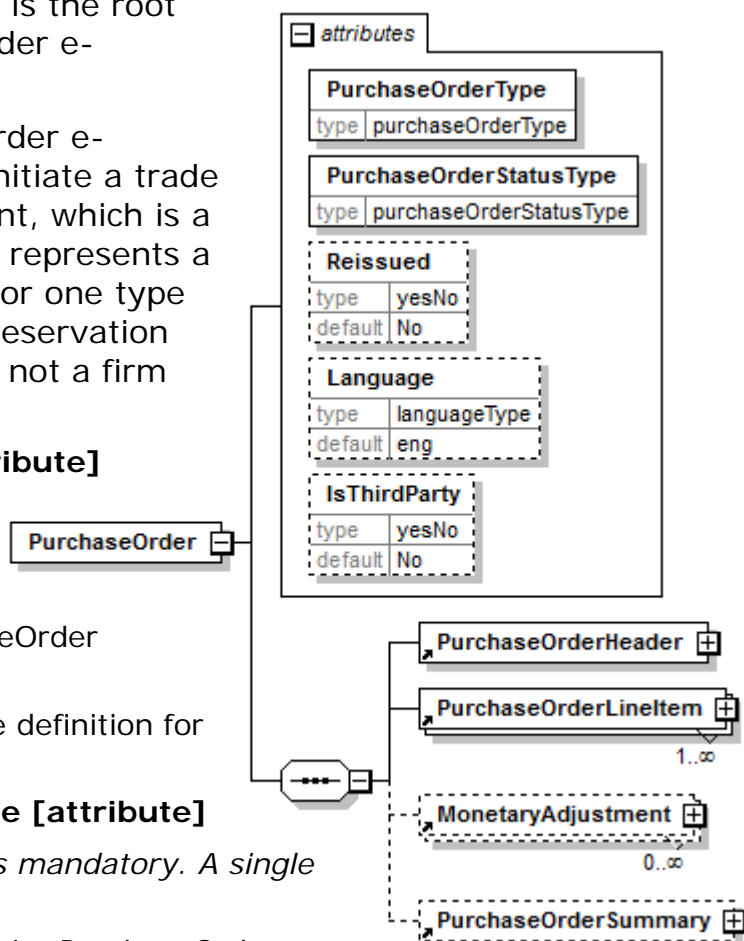 is the root
der e-
rder e-
nitiate a trade
nt, which is a
represents a
or one type
eservation
not a firm
ribute]
eOrder
e definition for
e [attribute]
s mandatory. A single
attributes
PurchaseOrderType
type purchaseOrderType
PurchaseOrderStatusType
type purchaseOrderStatusType
Reissued
type yesNo
default No
Language
type languageType
default eng
IsThirdParty
type yesNo
default No
PurchaseOrder
PurchaseOrderHeader
PurchaseOrderLineItem
1..∞
MonetaryAdjustment
0..∞
PurchaseOrderSummary